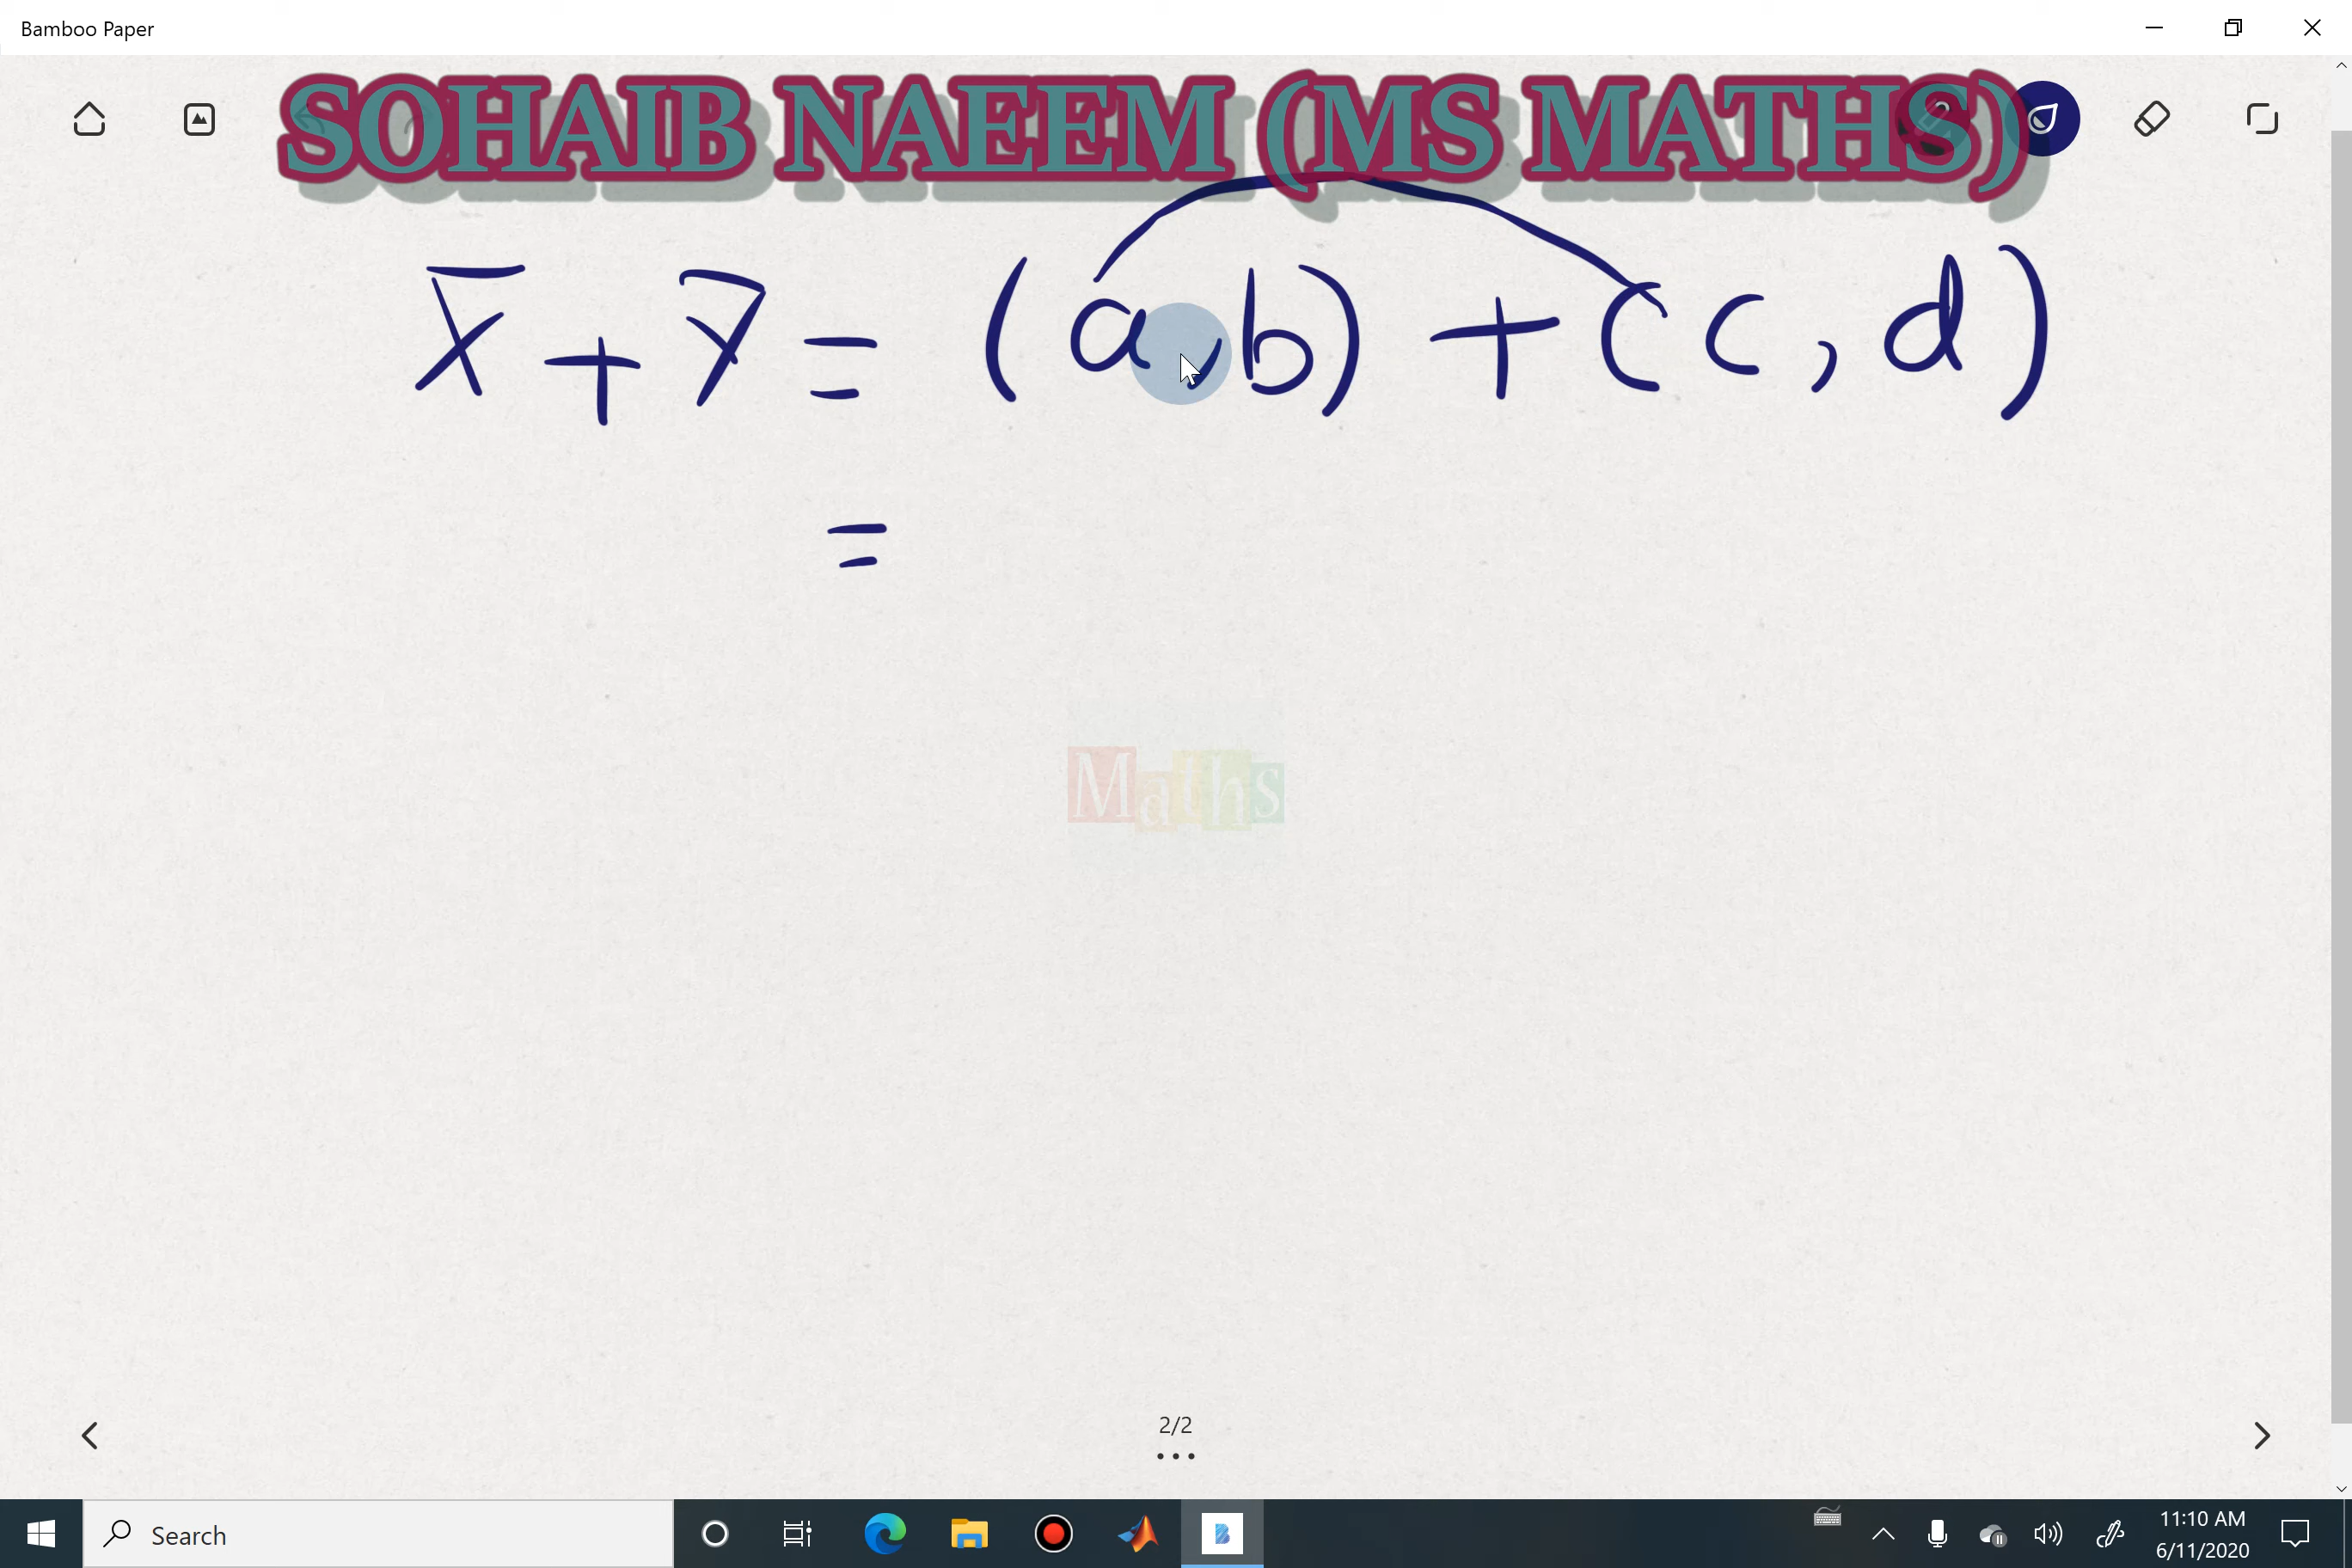 Bamboo Paper
SOHAIB NAEEM (MS MATHS)
x̄ + ȳ = (a, b) + (c, d)
=
Maths
2/2
Search
11:10 AM
6/11/2020